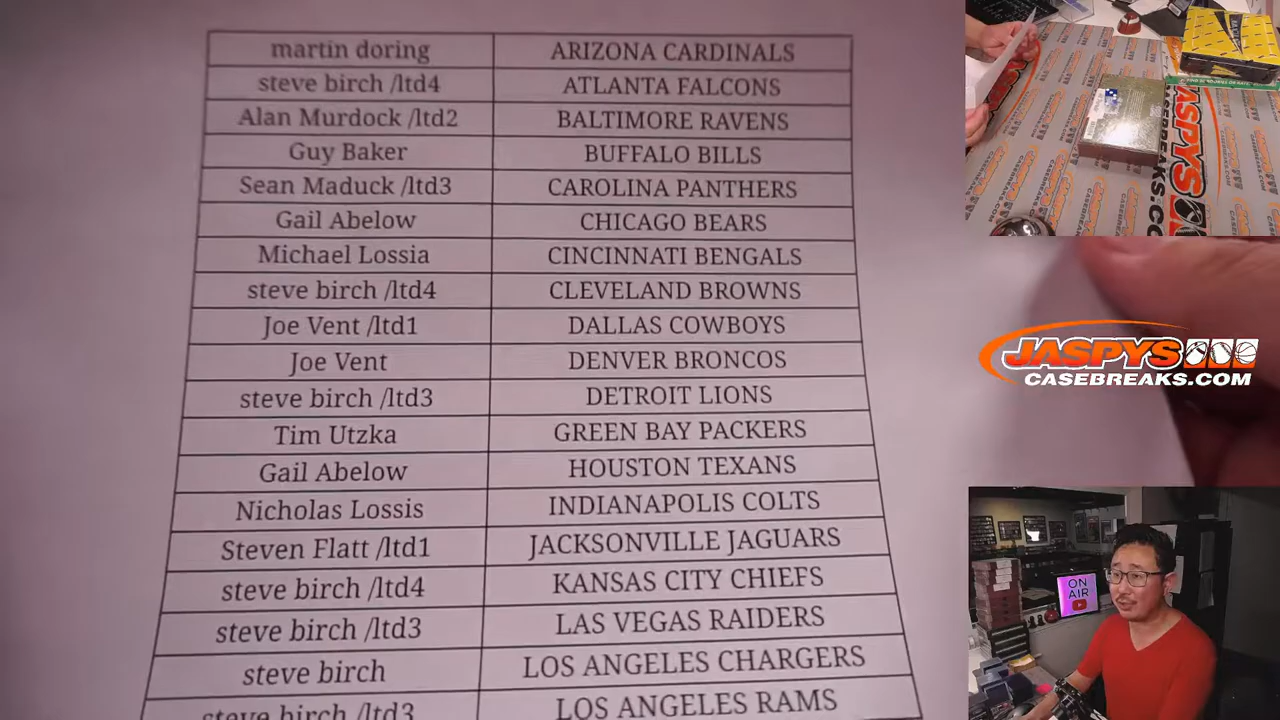 martin doring ARIZONA CARDINALS
steve birch /ltd4 ATLANTA FALCONS
Alan Murdock /ltd2 BALTIMORE RAVENS
Guy Baker BUFFALO BILLS
Sean Maduck /ltd3 CAROLINA PANTHERS
Gail Abelow CHICAGO BEARS
Michael Lossia CINCINNATI BENGALS
steve birch /ltd4 CLEVELAND BROWNS
Joe Vent /ltd1 DALLAS COWBOYS
Joe Vent DENVER BRONCOS
steve birch /ltd3 DETROIT LIONS
Tim Utzka GREEN BAY PACKERS
Gail Abelow HOUSTON TEXANS
Nicholas Lossis INDIANAPOLIS COLTS
Steven Flatt /ltd1 JACKSONVILLE JAGUARS
steve birch /ltd4 KANSAS CITY CHIEFS
steve birch /ltd3 LAS VEGAS RAIDERS
steve birch LOS ANGELES CHARGERS
steve birch /ltd3 LOS ANGELES RAMS
JASPYS
CASEBREAKS.COM
ON
AIR